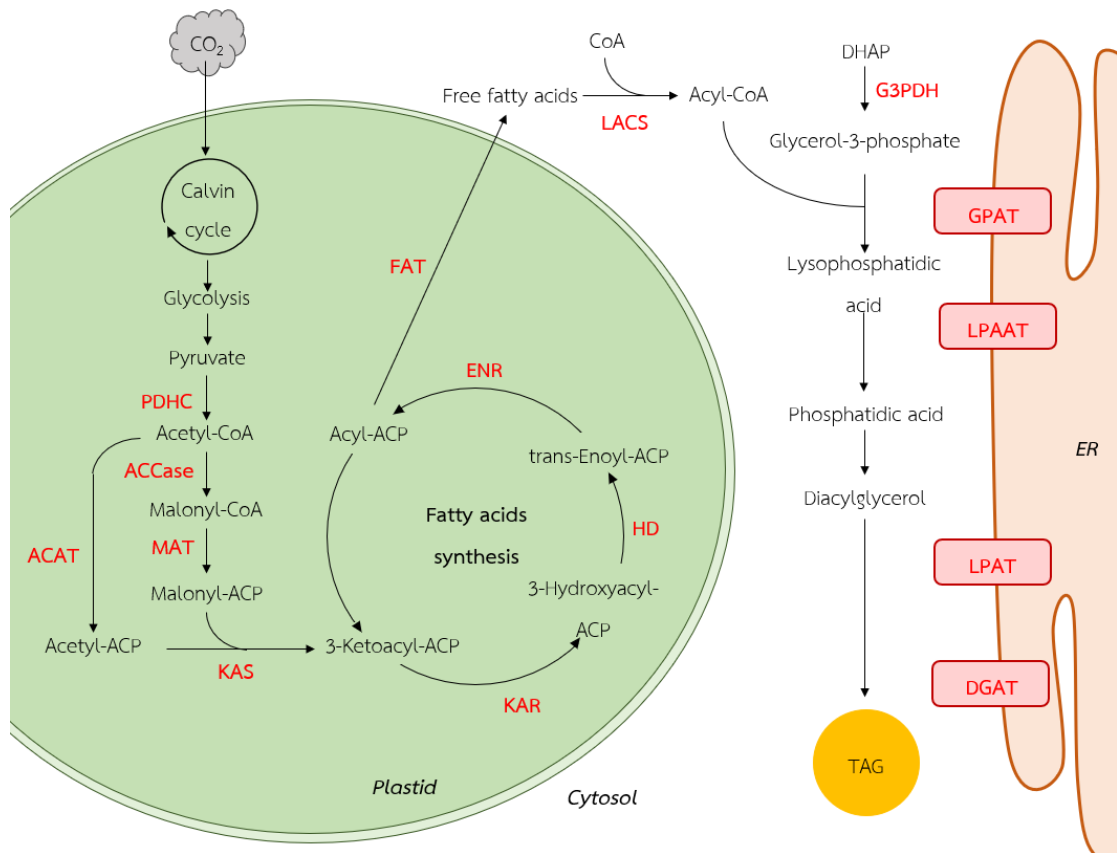 CO2
Calvin
cycle
Glycolysis
Pyruvate
PDHC
Acetyl-CoA
ACCase
Malonyl-CoA
ACAT
MAT
Malonyl-ACP
Acetyl-ACP
KAS
3-Ketoacyl-ACP
KAR
3-Hydroxyacyl-
ACP
HD
trans-Enoyl-ACP
ENR
Acyl-ACP
Fatty acids
synthesis
FAT
Plastid
Cytosol
Free fatty acids
CoA
LACS
Acyl-CoA
DHAP
G3PDH
Glycerol-3-phosphate
GPAT
Lysophosphatidic
acid
LPAAT
Phosphatidic acid
Diacylglycerol
LPAT
DGAT
TAG
ER